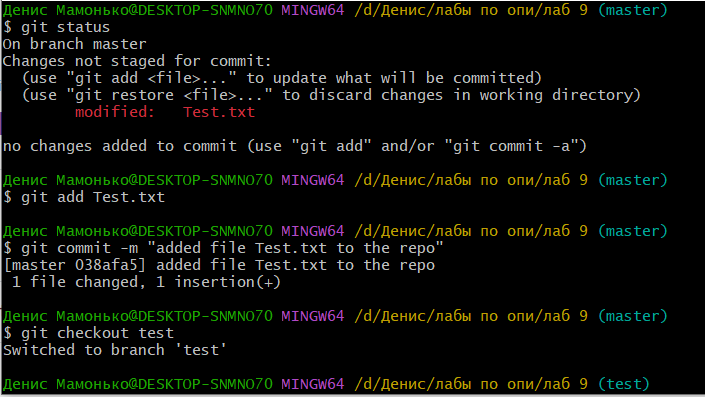 Денис Мамонько@DESKTOP-SNMNO70 MINGW64 /d/Денис/лабы по опи/лаб 9 (master)
$ git status
On branch master
Changes not staged for commit:
  (use "git add <file>..." to update what will be committed)
  (use "git restore <file>..." to discard changes in working directory)
        modified:   Test.txt

no changes added to commit (use "git add" and/or "git commit -a")

Денис Мамонько@DESKTOP-SNMNO70 MINGW64 /d/Денис/лабы по опи/лаб 9 (master)
$ git add Test.txt

Денис Мамонько@DESKTOP-SNMNO70 MINGW64 /d/Денис/лабы по опи/лаб 9 (master)
$ git commit -m "added file Test.txt to the repo"
[master 038afa5] added file Test.txt to the repo
 1 file changed, 1 insertion(+)

Денис Мамонько@DESKTOP-SNMNO70 MINGW64 /d/Денис/лабы по опи/лаб 9 (master)
$ git checkout test
Switched to branch 'test'

Денис Мамонько@DESKTOP-SNMNO70 MINGW64 /d/Денис/лабы по опи/лаб 9 (test)